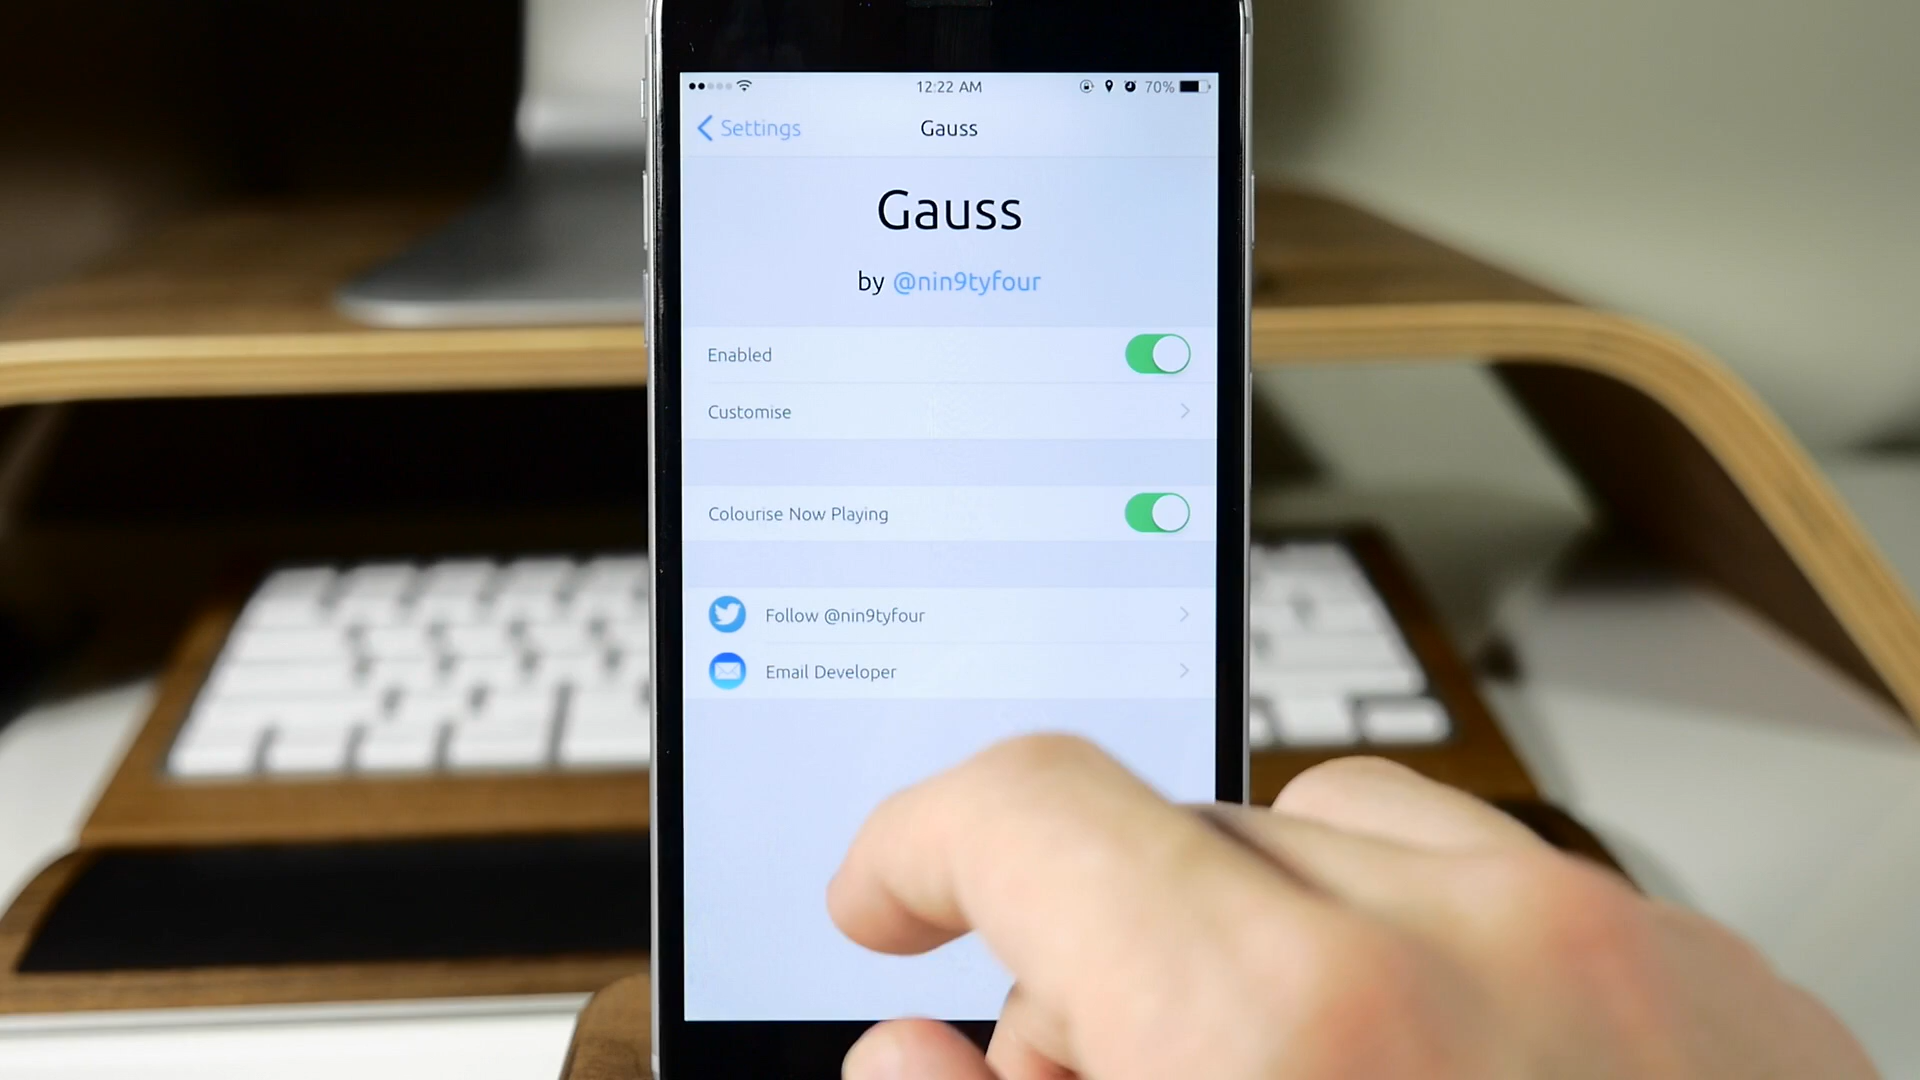 12:22 AM 70%
Settings Gauss
Gauss
by @nin9tyfour
Enabled
Customise
Colourise Now Playing
Follow @nin9tyfour
Email Developer